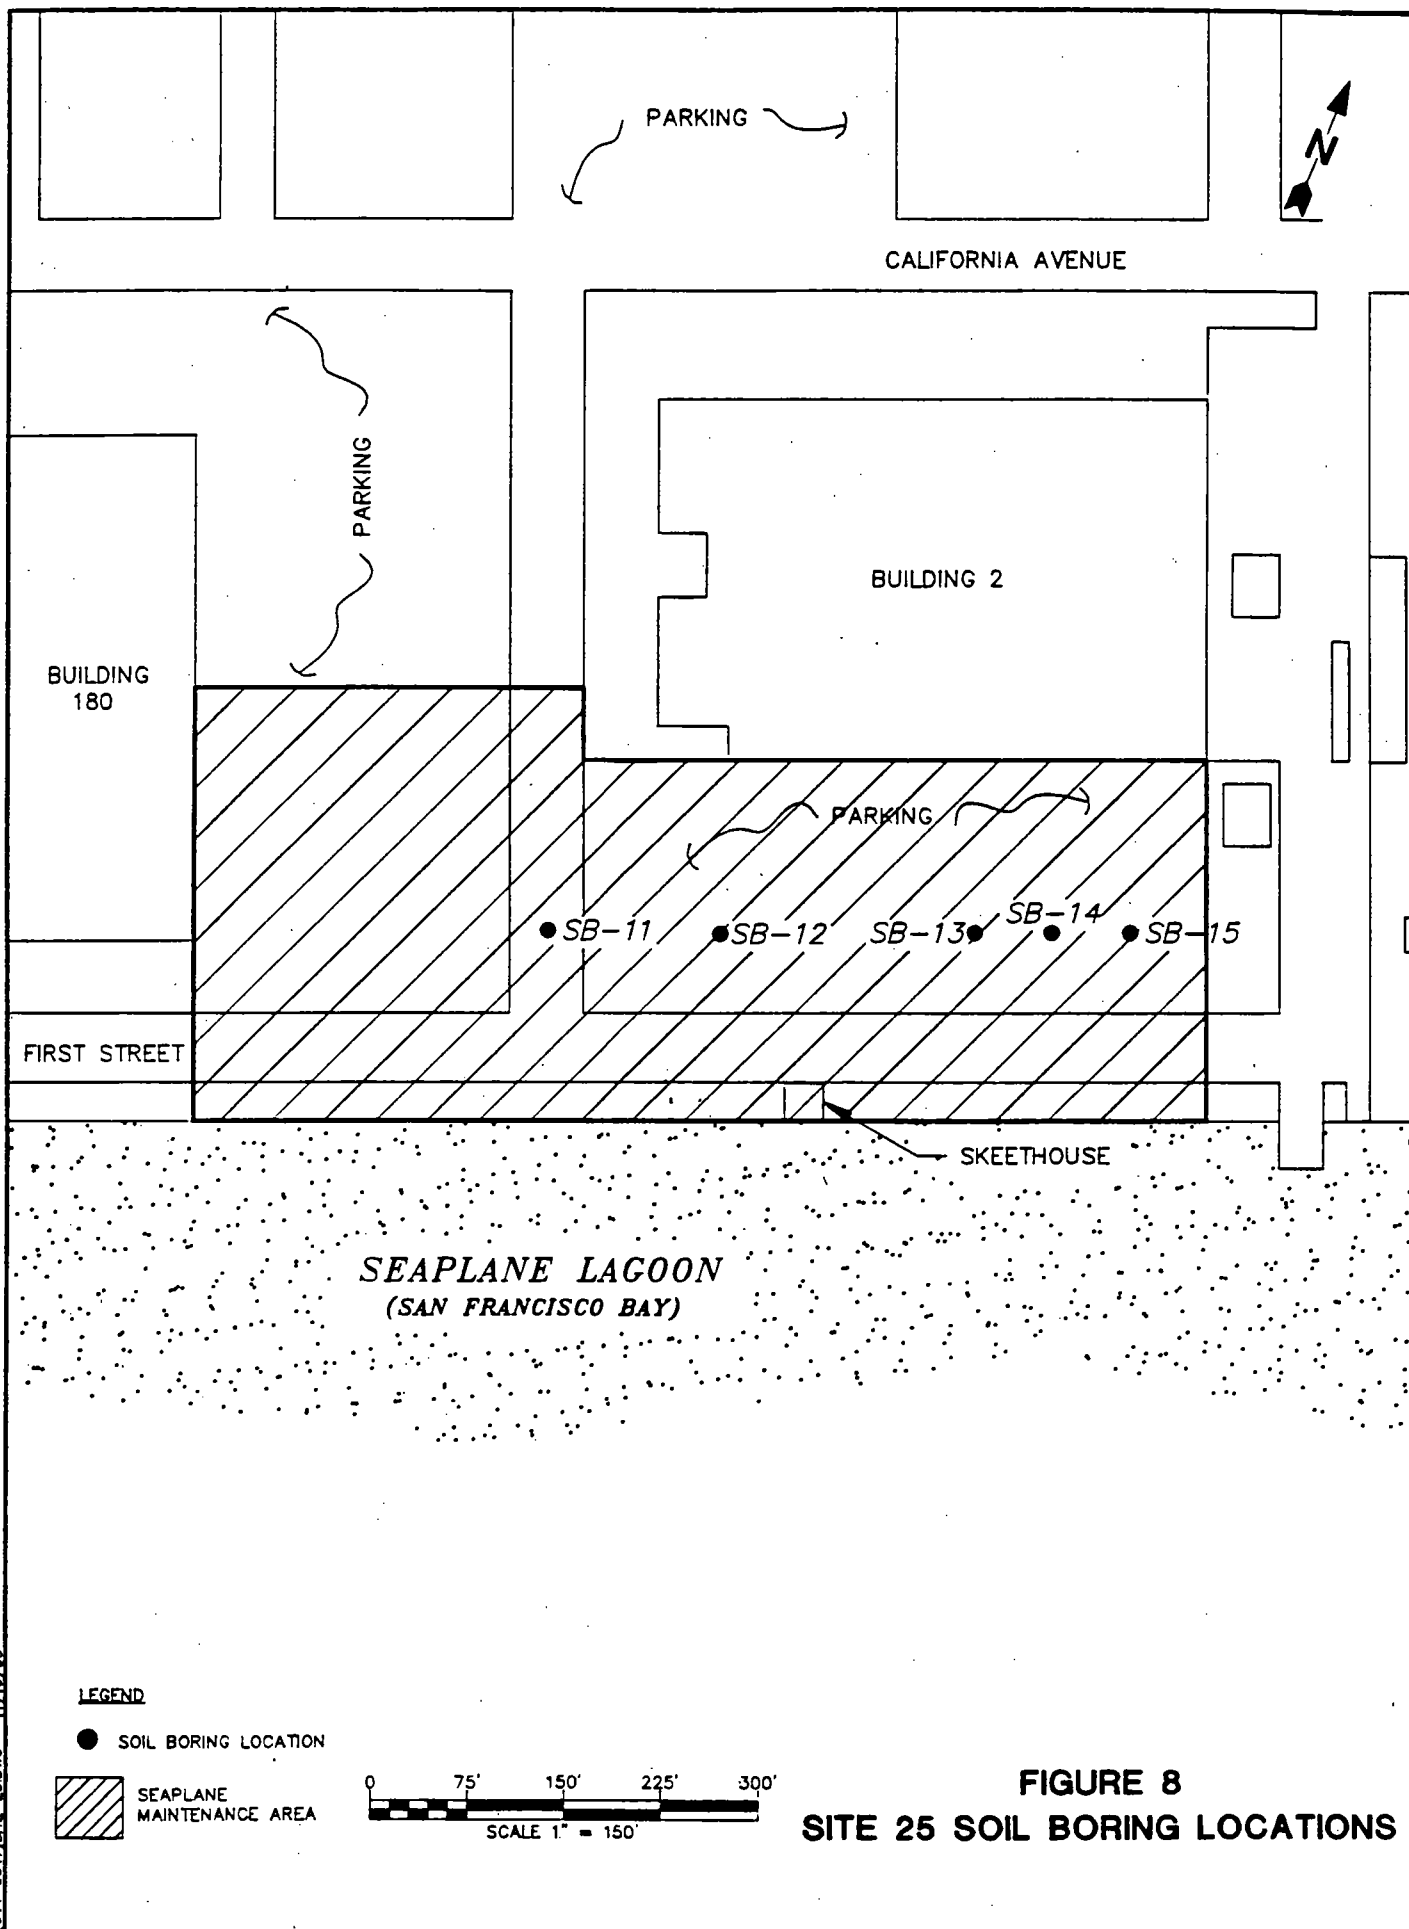 PARKING
N
CALIFORNIA AVENUE
PARKING
BUILDING 2
BUILDING
180
PARKING
SB-11
SB-12
SB-13
SB-14
SB-15
FIRST STREET
SKEETHOUSE
SEAPLANE LAGOON
(SAN FRANCISCO BAY)
LEGEND
SOIL BORING LOCATION
SEAPLANE
MAINTENANCE AREA
0 75' 150' 225' 300'
SCALE 1" = 150'
FIGURE 8
SITE 25 SOIL BORING LOCATIONS